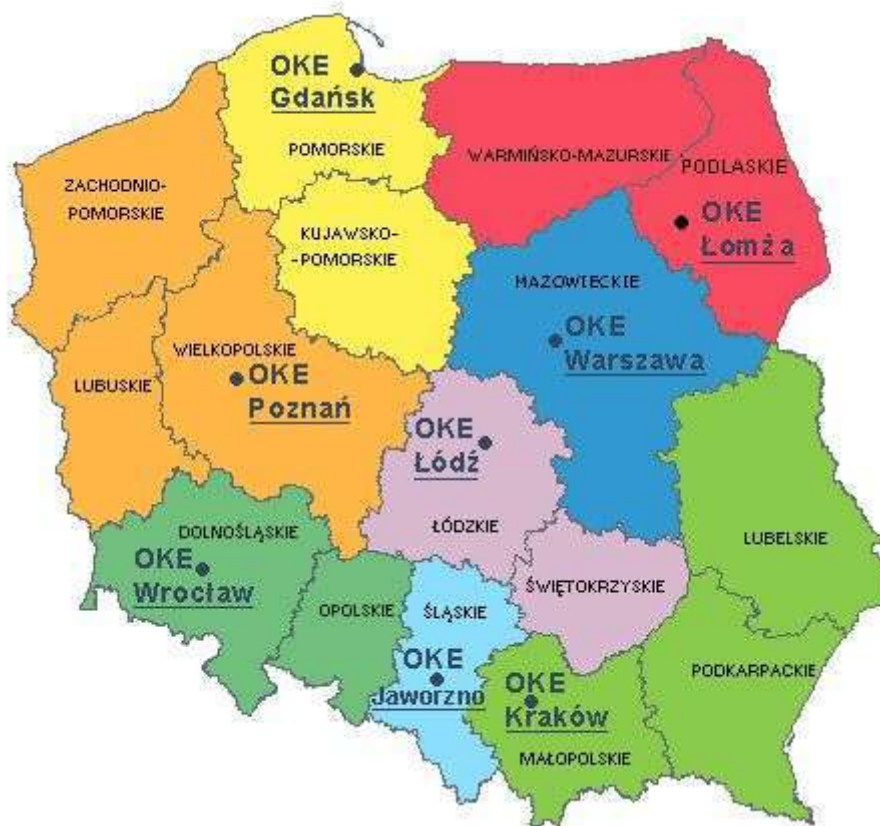 OKE
Gdańsk
POMORSKIE
WARMIŃSKO-MAZURSKIE
PODLASKIE
ZACHODNIO-
POMORSKIE
OKE
Łomża
KUJAWSKO-
-POMORSKIE
MAZOWIECKIE
OKE
Warszawa
WIELKOPOLSKIE
LUBUSKIE
OKE
Poznań
OKE
Łódź
ŁÓDZKIE
DOLNOŚLĄSKIE
LUBELSKIE
OKE
Wrocław
OPOLSKIE
ŚLĄSKIE
ŚWIĘTOKRZYSKIE
OKE
Jaworzno
OKE
Kraków
PODKARPACKIE
MAŁOPOLSKIE